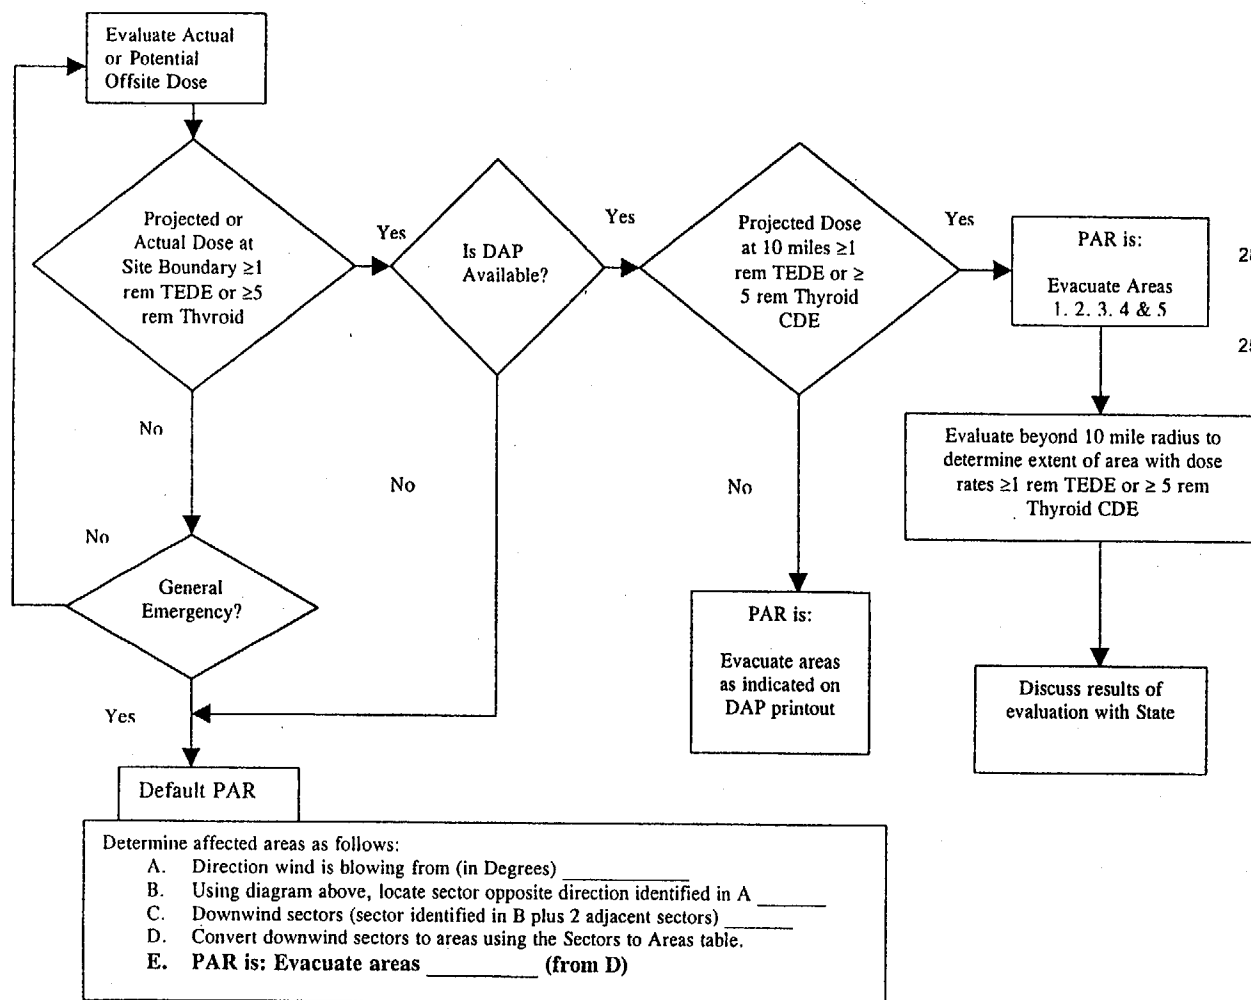 Evaluate Actual
or Potential
Offsite Dose
Projected or
Actual Dose at
Site Boundary ≥1
rem TEDE or ≥5
rem Thvroid
Yes
Is DAP
Available?
Yes
Projected Dose
at 10 miles ≥1
rem TEDE or ≥
5 rem Thyroid
CDE
Yes
PAR is:
Evacuate Areas
1. 2. 3. 4 & 5
28
25
No
No
No
Evaluate beyond 10 mile radius to
determine extent of area with dose
rates ≥1 rem TEDE or ≥ 5 rem
Thyroid CDE
No
General
Emergency?
PAR is:
Evacuate areas
as indicated on
DAP printout
Discuss results of
evaluation with State
Yes
Default PAR
Determine affected areas as follows:
A. Direction wind is blowing from (in Degrees) ____________
B. Using diagram above, locate sector opposite direction identified in A ______
C. Downwind sectors (sector identified in B plus 2 adjacent sectors) ______
D. Convert downwind sectors to areas using the Sectors to Areas table.
E. PAR is: Evacuate areas _________ (from D)